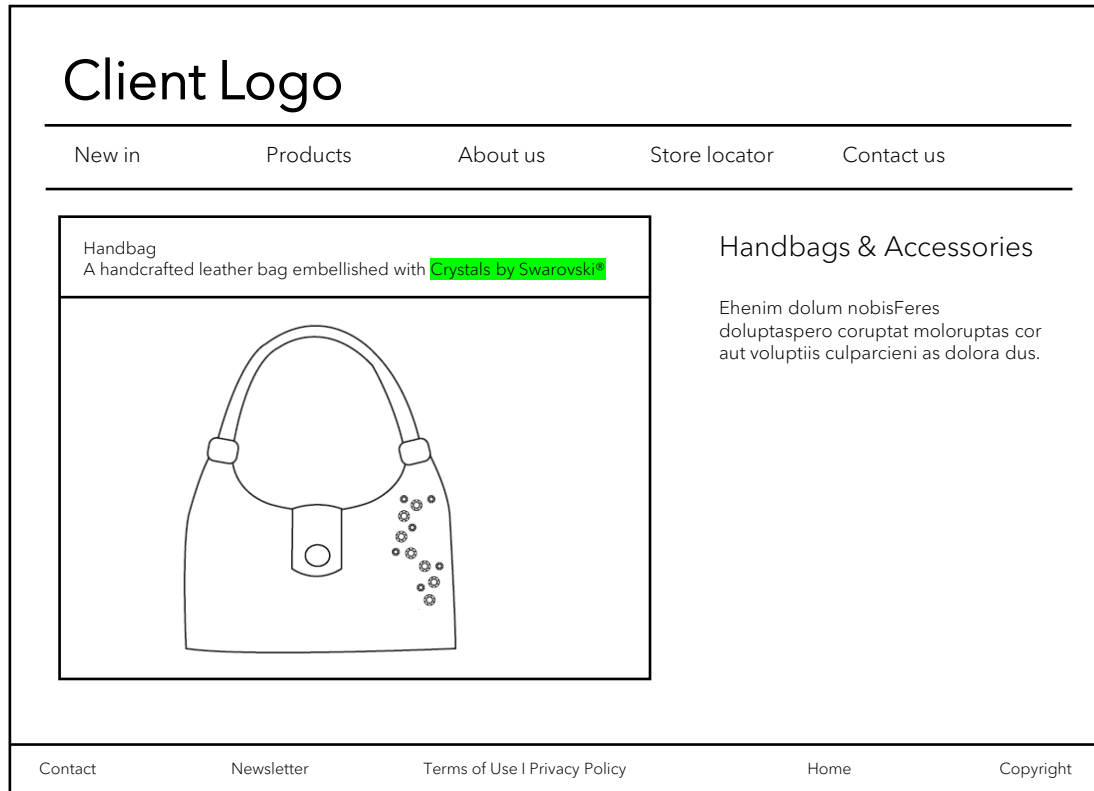 Client Logo
New in Products About us Store locator Contact us
Handbag
A handcrafted leather bag embellished with Crystals by Swarovski®
Handbags & Accessories
Ehenim dolum nobisFeres
doluptaspero coruptat moloruptas cor
aut voluptiis culparcieni as dolora dus.
Contact Newsletter Terms of Use I Privacy Policy Home Copyright